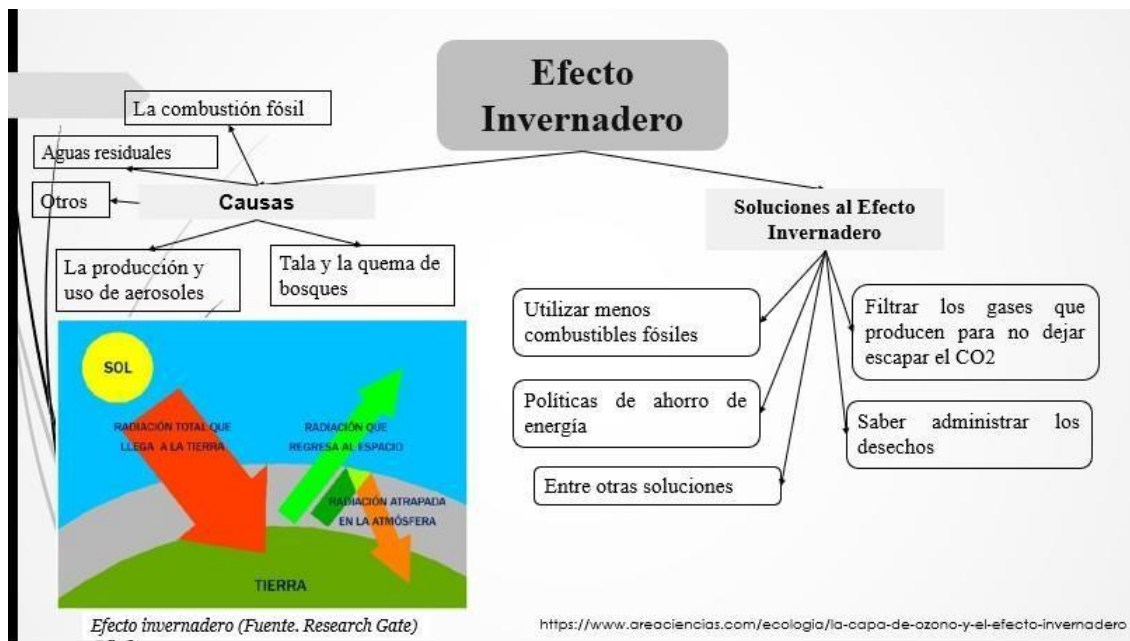 Efecto
Invernadero
La combustión fósil
Aguas residuales
Otros
Causas
La producción y
uso de aerosoles
Tala y la quema de
bosques
Soluciones al Efecto
Invernadero
Utilizar menos
combustibles fósiles
Filtrar los gases que
producen para no dejar
escapar el CO2
Políticas de ahorro de
energía
Saber administrar los
desechos
Entre otras soluciones
SOL
RADIACIÓN TOTAL QUE
LLEGA A LA TIERRA
RADIACIÓN QUE
REGRESA AL ESPACIO
RADIACIÓN ATRAPADA
EN LA ATMÓSFERA
TIERRA
Efecto invernadero (Fuente. Research Gate)
https://www.areaciencias.com/ecologia/la-capa-de-ozono-y-el-efecto-invernadero